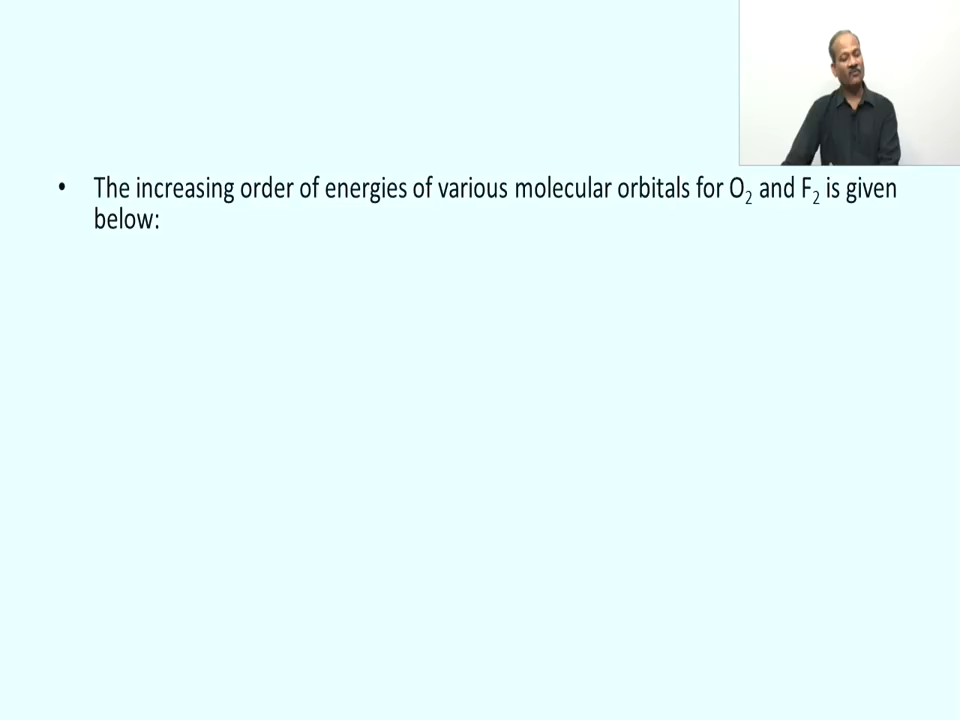 • The increasing order of energies of various molecular orbitals for O₂ and F₂ is given
below: